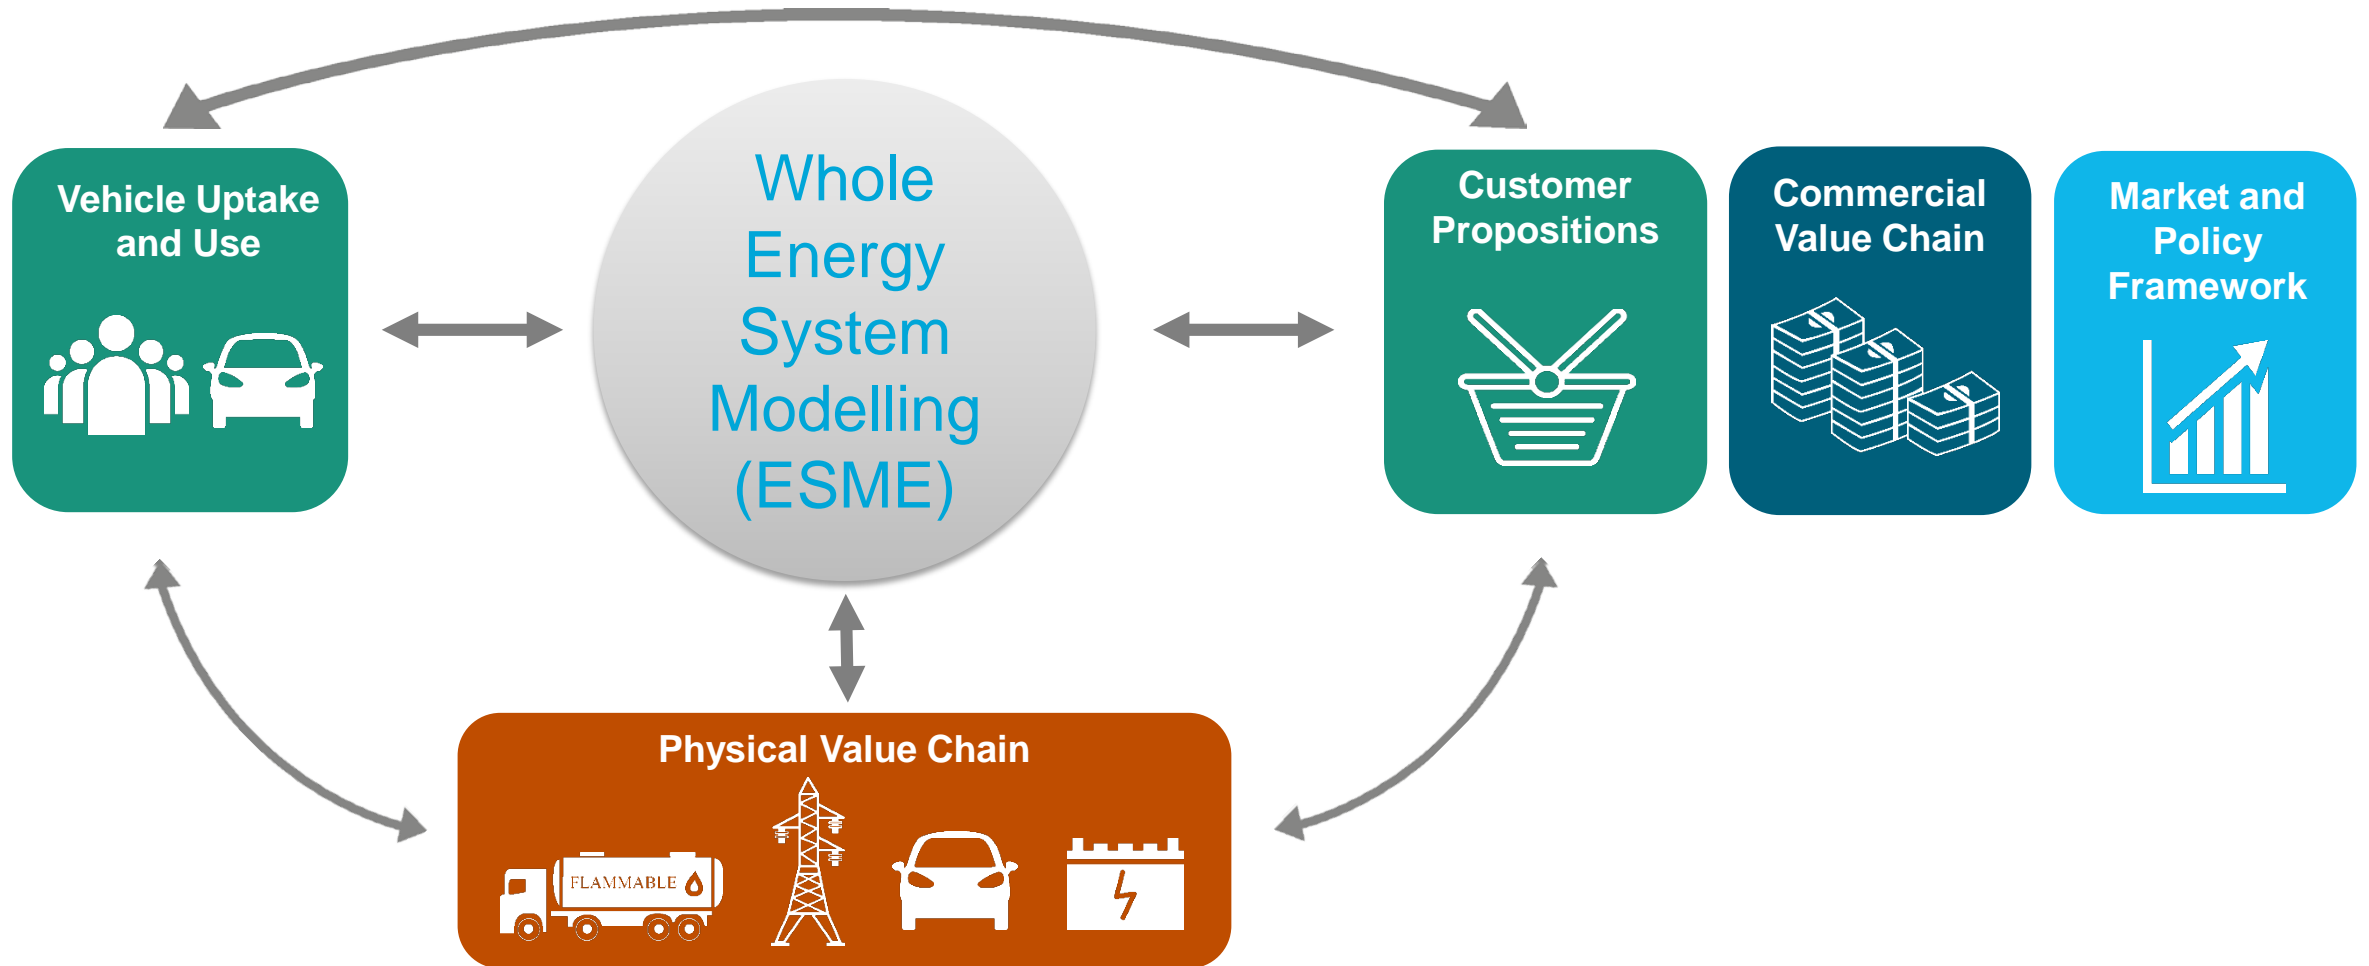 Vehicle Uptake
and Use
Whole
Energy
System
Modelling
(ESME)
Customer
Propositions
Commercial
Value Chain
Market and
Policy
Framework
Physical Value Chain
FLAMMABLE